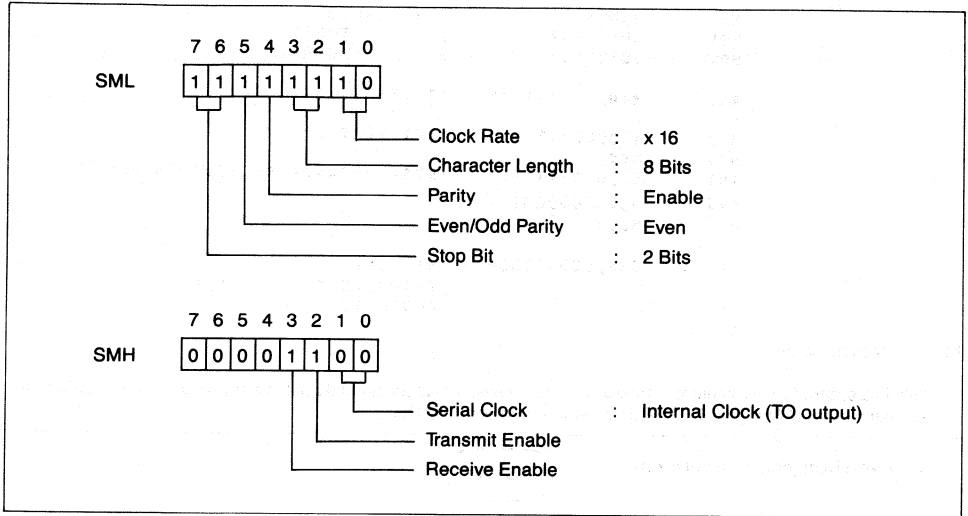 7 6 5 4 3 2 1 0
SML 1 1 1 1 1 1 1 0
Clock Rate : x 16
Character Length : 8 Bits
Parity : Enable
Even/Odd Parity : Even
Stop Bit : 2 Bits
7 6 5 4 3 2 1 0
SMH 0 0 0 0 1 1 0 0
Serial Clock : Internal Clock (TO output)
Transmit Enable
Receive Enable